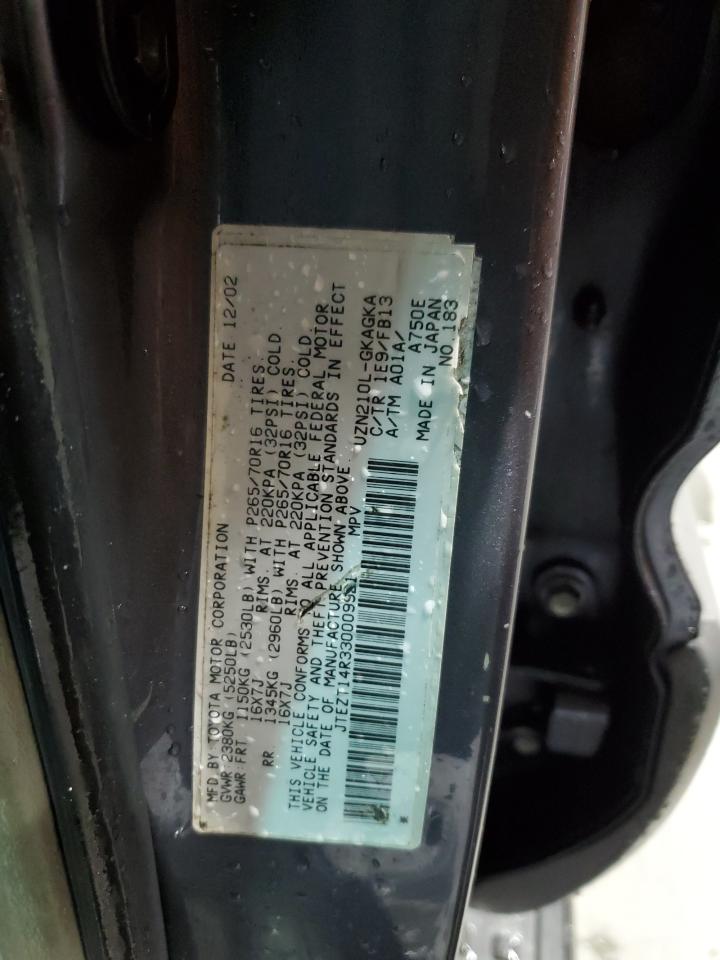 MFD BY: TOYOTA MOTOR CORPORATION DATE 12/02
GVWR: 2380KG (5250LB)
GAWR: FRT 1150KG (2530LB) WITH P265/70R16 TIRES.
16X7J RIMS. AT 220KPA (32PSI) COLD.
RR 1345KG (2960LB) WITH P265/70R16 TIRES.
16X7J RIMS. AT 220KPA (32PSI) COLD.
THIS VEHICLE CONFORMS TO ALL APPLICABLE FEDERAL MOTOR
VEHICLE SAFETY AND THEFT PREVENTION STANDARDS IN EFFECT
ON THE DATE OF MANUFACTURE SHOWN ABOVE.
MPV
UZN210L-GKAGKA
C/TR 1E9/FB13
A/TM A01A/
A750E
MADE IN JAPAN
NO.183